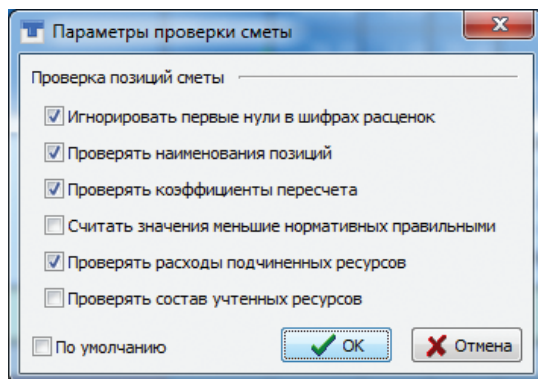 Параметры проверки сметы
Проверка позиций сметы
Игнорировать первые нули в шифрах расценок
Проверять наименования позиций
Проверять коэффициенты пересчета
Считать значения меньшие нормативных правильными
Проверять расходы подчиненных ресурсов
Проверять состав учтенных ресурсов
По умолчанию
OK
Отмена